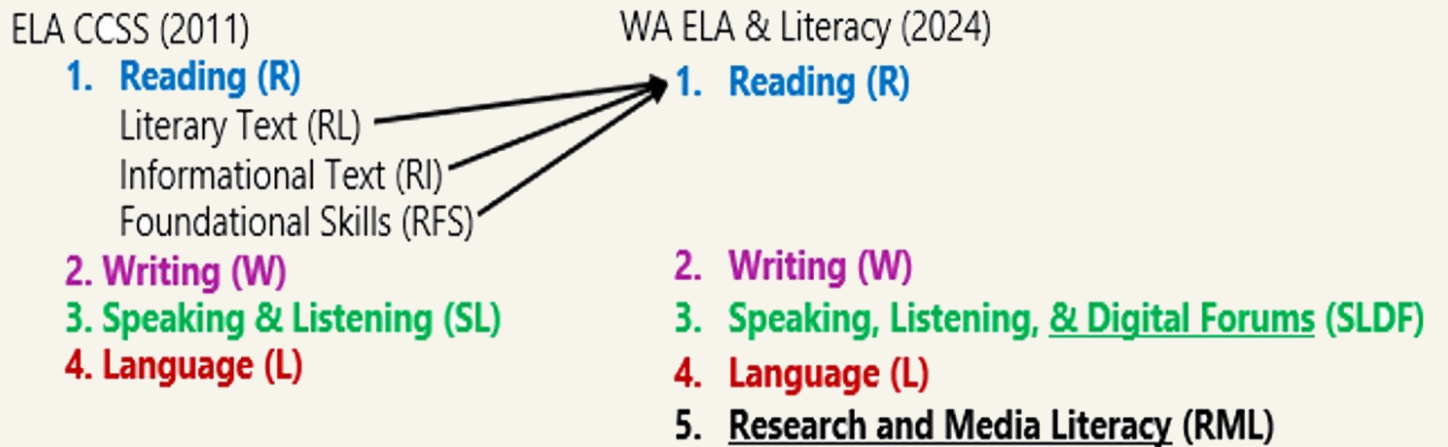 ELA CCSS (2011)
1. Reading (R)
Literary Text (RL)
Informational Text (RI)
Foundational Skills (RFS)
2. Writing (W)
3. Speaking & Listening (SL)
4. Language (L)
WA ELA & Literacy (2024)
1. Reading (R)
2. Writing (W)
3. Speaking, Listening, & Digital Forums (SLDF)
4. Language (L)
5. Research and Media Literacy (RML)